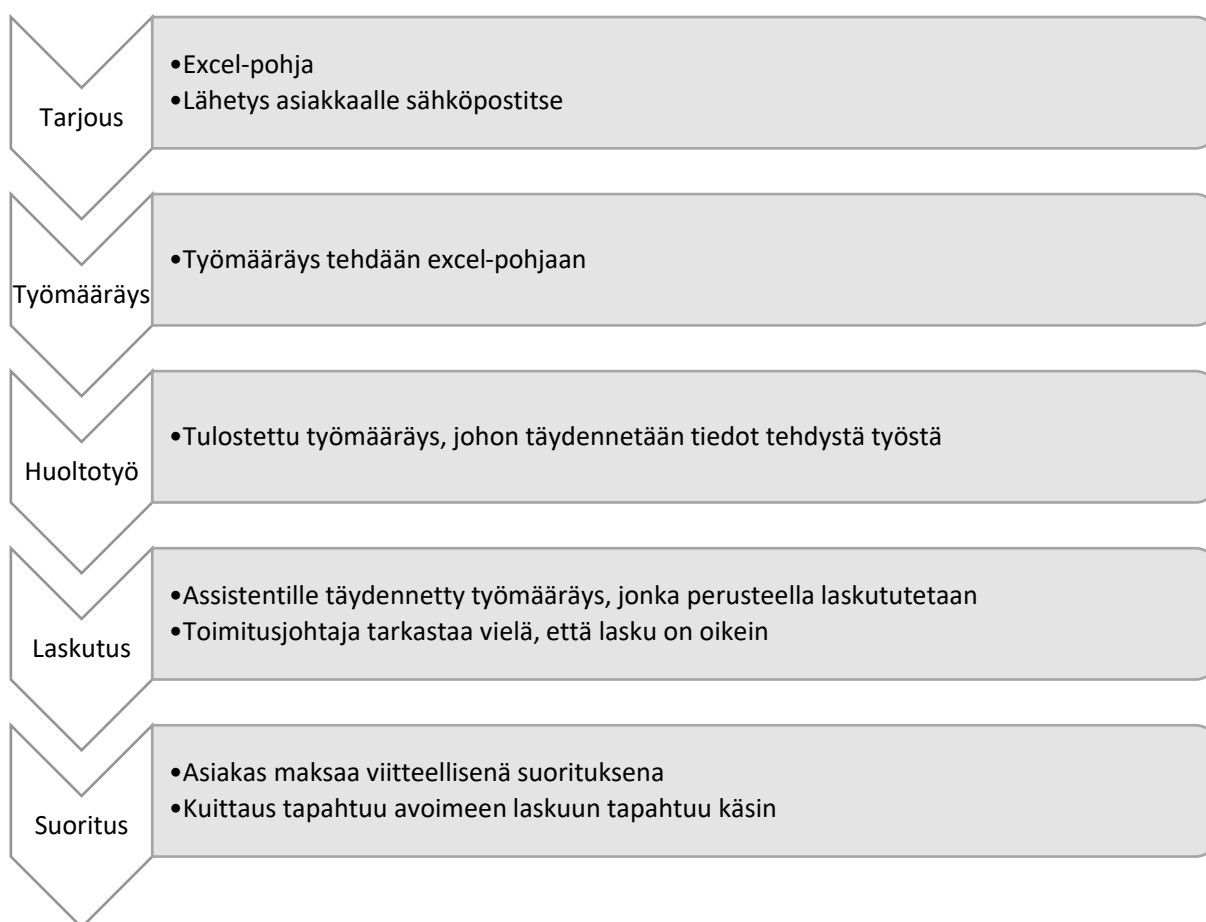 Tarjous
•Excel-pohja
•Lähetys asiakkaalle sähköpostitse
Työmääräys
•Työmääräys tehdään excel-pohjaan
Huoltotyö
•Tulostettu työmääräys, johon täydennetään tiedot tehdystä työstä
Laskutus
•Assistentille täydennetty työmääräys, jonka perusteella laskututetaan
•Toimitusjohtaja tarkastaa vielä, että lasku on oikein
Suoritus
•Asiakas maksaa viitteellisenä suorituksena
•Kuittaus tapahtuu avoimeen laskuun tapahtuu käsin